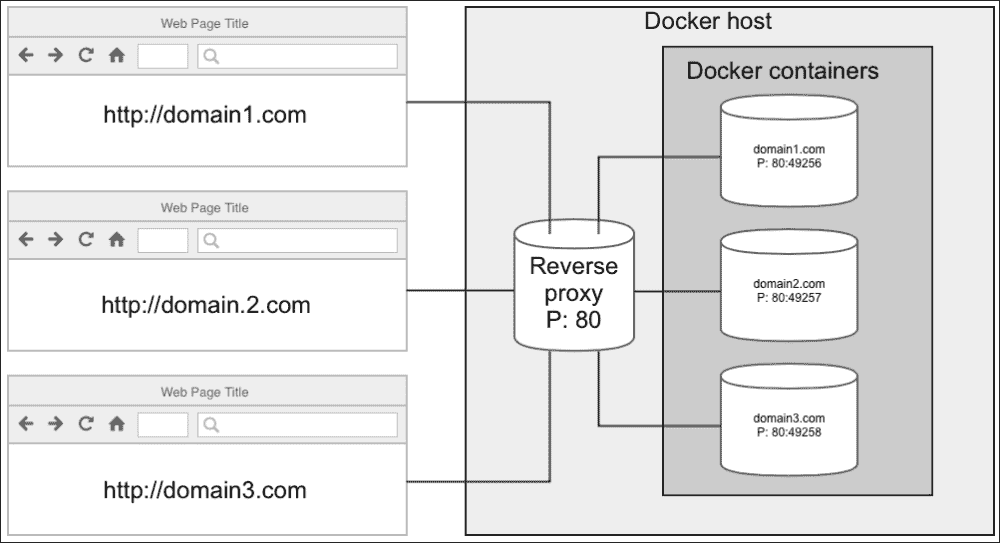 Web Page Title
http://domain1.com
Web Page Title
http://domain.2.com
Web Page Title
http://domain3.com
Docker host
Reverse
proxy
P: 80
Docker containers
domain1.com
P: 80:49256
domain2.com
P: 80:49257
domain3.com
P: 80:49258